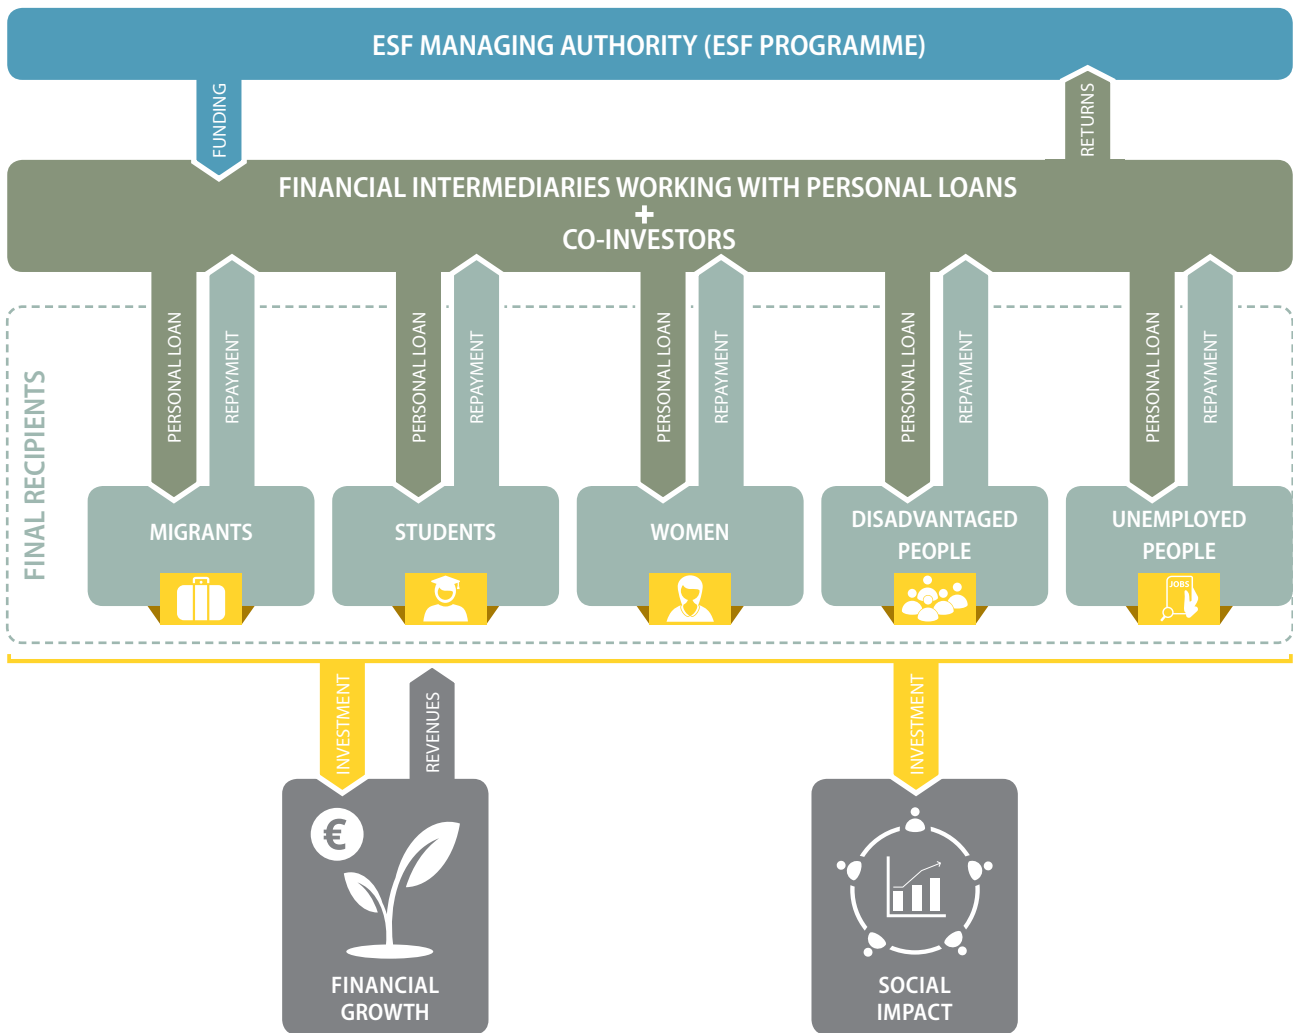 ESF MANAGING AUTHORITY (ESF PROGRAMME)
FUNDING
RETURNS
FINANCIAL INTERMEDIARIES WORKING WITH PERSONAL LOANS
+
CO-INVESTORS
FINAL RECIPIENTS
PERSONAL LOAN
REPAYMENT
PERSONAL LOAN
REPAYMENT
PERSONAL LOAN
REPAYMENT
PERSONAL LOAN
REPAYMENT
PERSONAL LOAN
REPAYMENT
MIGRANTS
STUDENTS
WOMEN
DISADVANTAGED
PEOPLE
UNEMPLOYED
PEOPLE
JOBS
INVESTMENT
REVENUES
INVESTMENT
€
FINANCIAL
GROWTH
SOCIAL
IMPACT